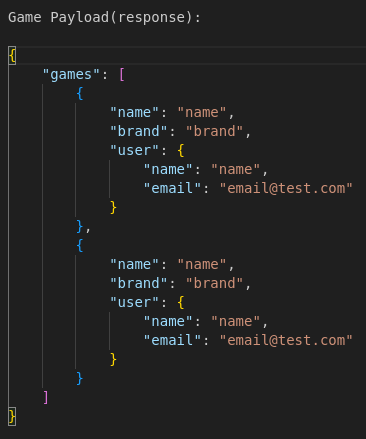 Game Payload(response):
{
    "games": [
        {
            "name": "name",
            "brand": "brand",
            "user": {
                "name": "name",
                "email": "email@test.com"
            }
        },
        {
            "name": "name",
            "brand": "brand",
            "user": {
                "name": "name",
                "email": "email@test.com"
            }
        }
    ]
}